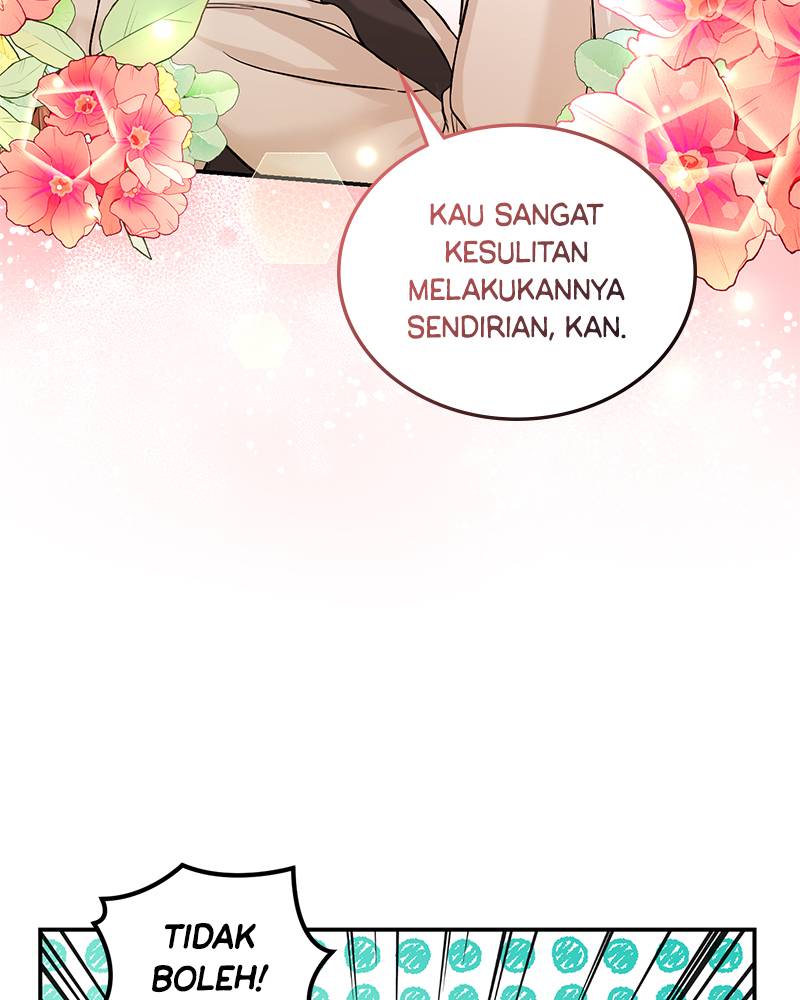 KAU SANGAT
KESULITAN
MELAKUKANNYA
SENDIRIAN, KAN.
TIDAK
BOLEH!